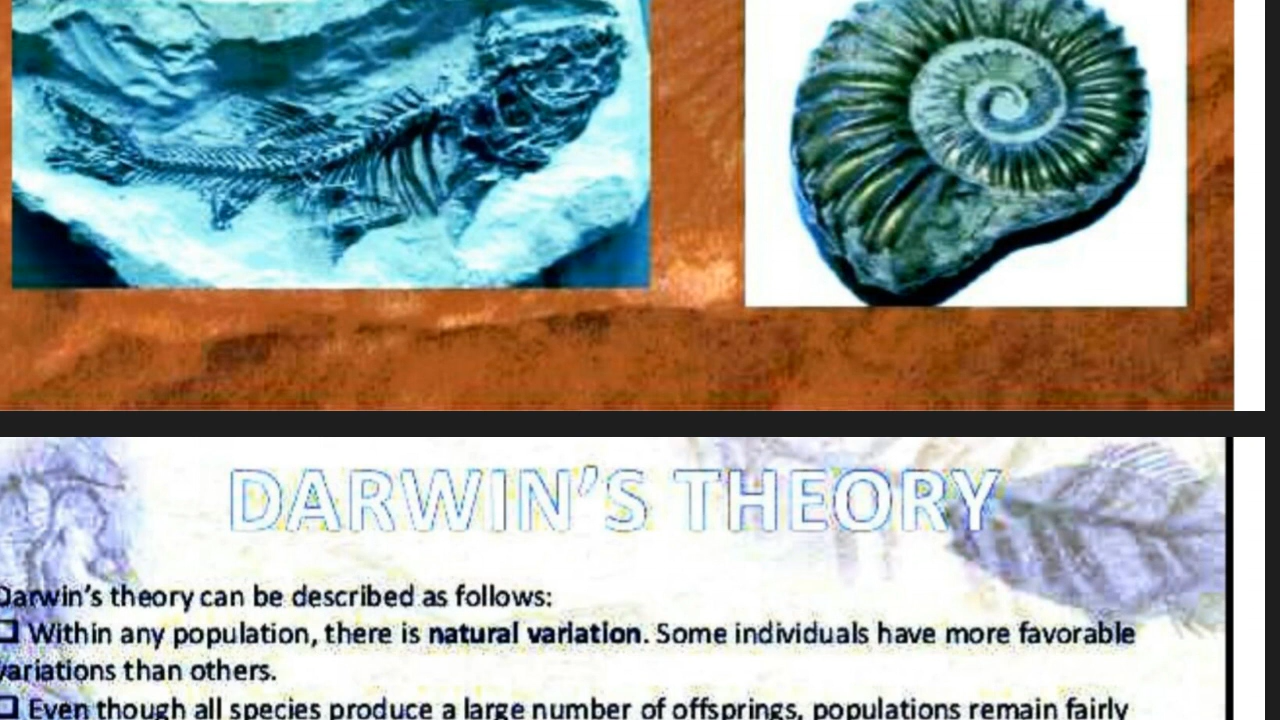 DARWIN'S THEORY
Darwin's theory can be described as follows:
❑ Within any population, there is natural variation. Some individuals have more favorable
variations than others.
❑ Even though all species produce a large number of offsprings, populations remain fairly